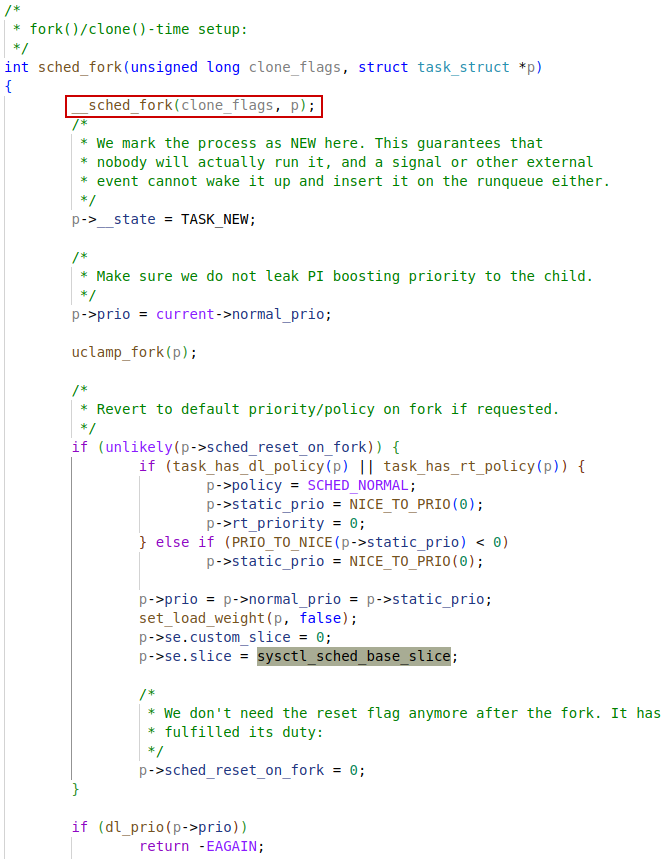 /*
 * fork()/clone()-time setup:
 */
int sched_fork(unsigned long clone_flags, struct task_struct *p)
{
        __sched_fork(clone_flags, p);
        /*
         * We mark the process as NEW here. This guarantees that
         * nobody will actually run it, and a signal or other external
         * event cannot wake it up and insert it on the runqueue either.
         */
        p->__state = TASK_NEW;

        /*
         * Make sure we do not leak PI boosting priority to the child.
         */
        p->prio = current->normal_prio;

        uclamp_fork(p);

        /*
         * Revert to default priority/policy on fork if requested.
         */
        if (unlikely(p->sched_reset_on_fork)) {
                if (task_has_dl_policy(p) || task_has_rt_policy(p)) {
                        p->policy = SCHED_NORMAL;
                        p->static_prio = NICE_TO_PRIO(0);
                        p->rt_priority = 0;
                } else if (PRIO_TO_NICE(p->static_prio) < 0)
                        p->static_prio = NICE_TO_PRIO(0);

                p->prio = p->normal_prio = p->static_prio;
                set_load_weight(p, false);
                p->se.custom_slice = 0;
                p->se.slice = sysctl_sched_base_slice;

                /*
                 * We don't need the reset flag anymore after the fork. It has
                 * fulfilled its duty:
                 */
                p->sched_reset_on_fork = 0;
        }

        if (dl_prio(p->prio))
                return -EAGAIN;